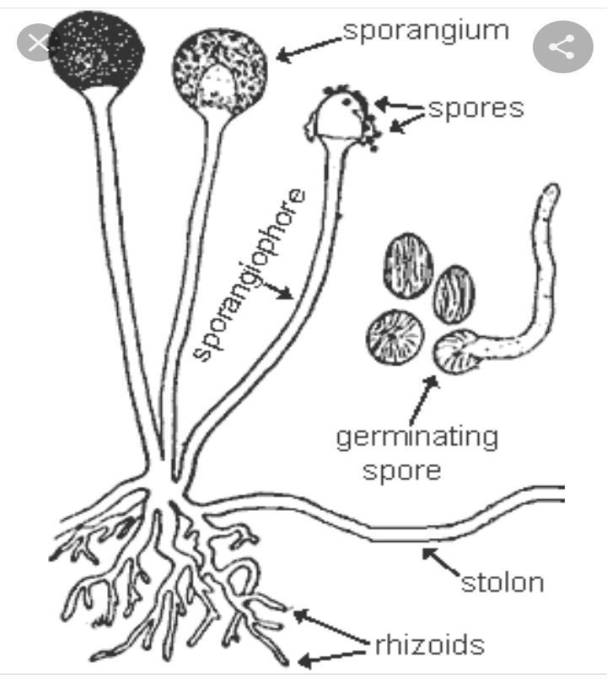 sporangium
spores
sporangiophore
germinating
spore
stolon
rhizoids